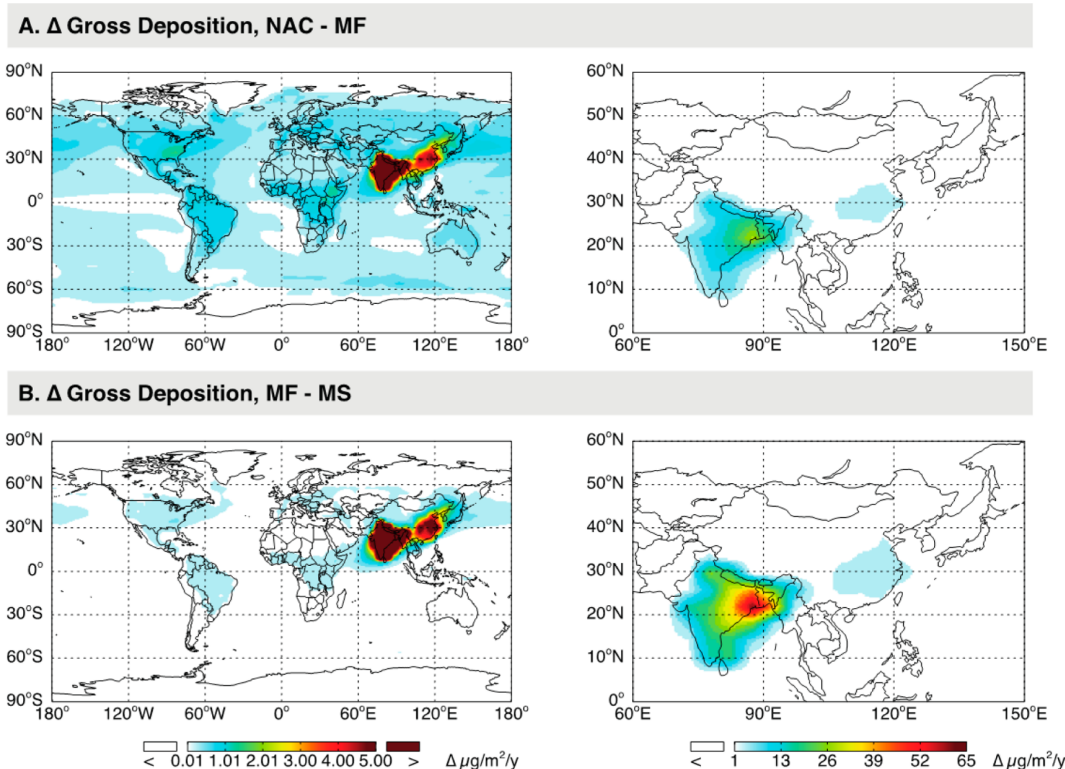 A. Δ Gross Deposition, NAC - MF
90°N
60°N
30°N
0°
30°S
60°S
90°S
180° 120°W 60°W 0° 60°E 120°E 180°
60°N
50°N
40°N
30°N
20°N
10°N
0°
60°E 90°E 120°E 150°E
B. Δ Gross Deposition, MF - MS
90°N
60°N
30°N
0°
30°S
60°S
90°S
180° 120°W 60°W 0° 60°E 120°E 180°
60°N
50°N
40°N
30°N
20°N
10°N
0°
60°E 90°E 120°E 150°E
< 0.01 1.01 2.01 3.00 4.00 5.00 > Δ µg/m²/y
< 1 13 26 39 52 65 Δ µg/m²/y